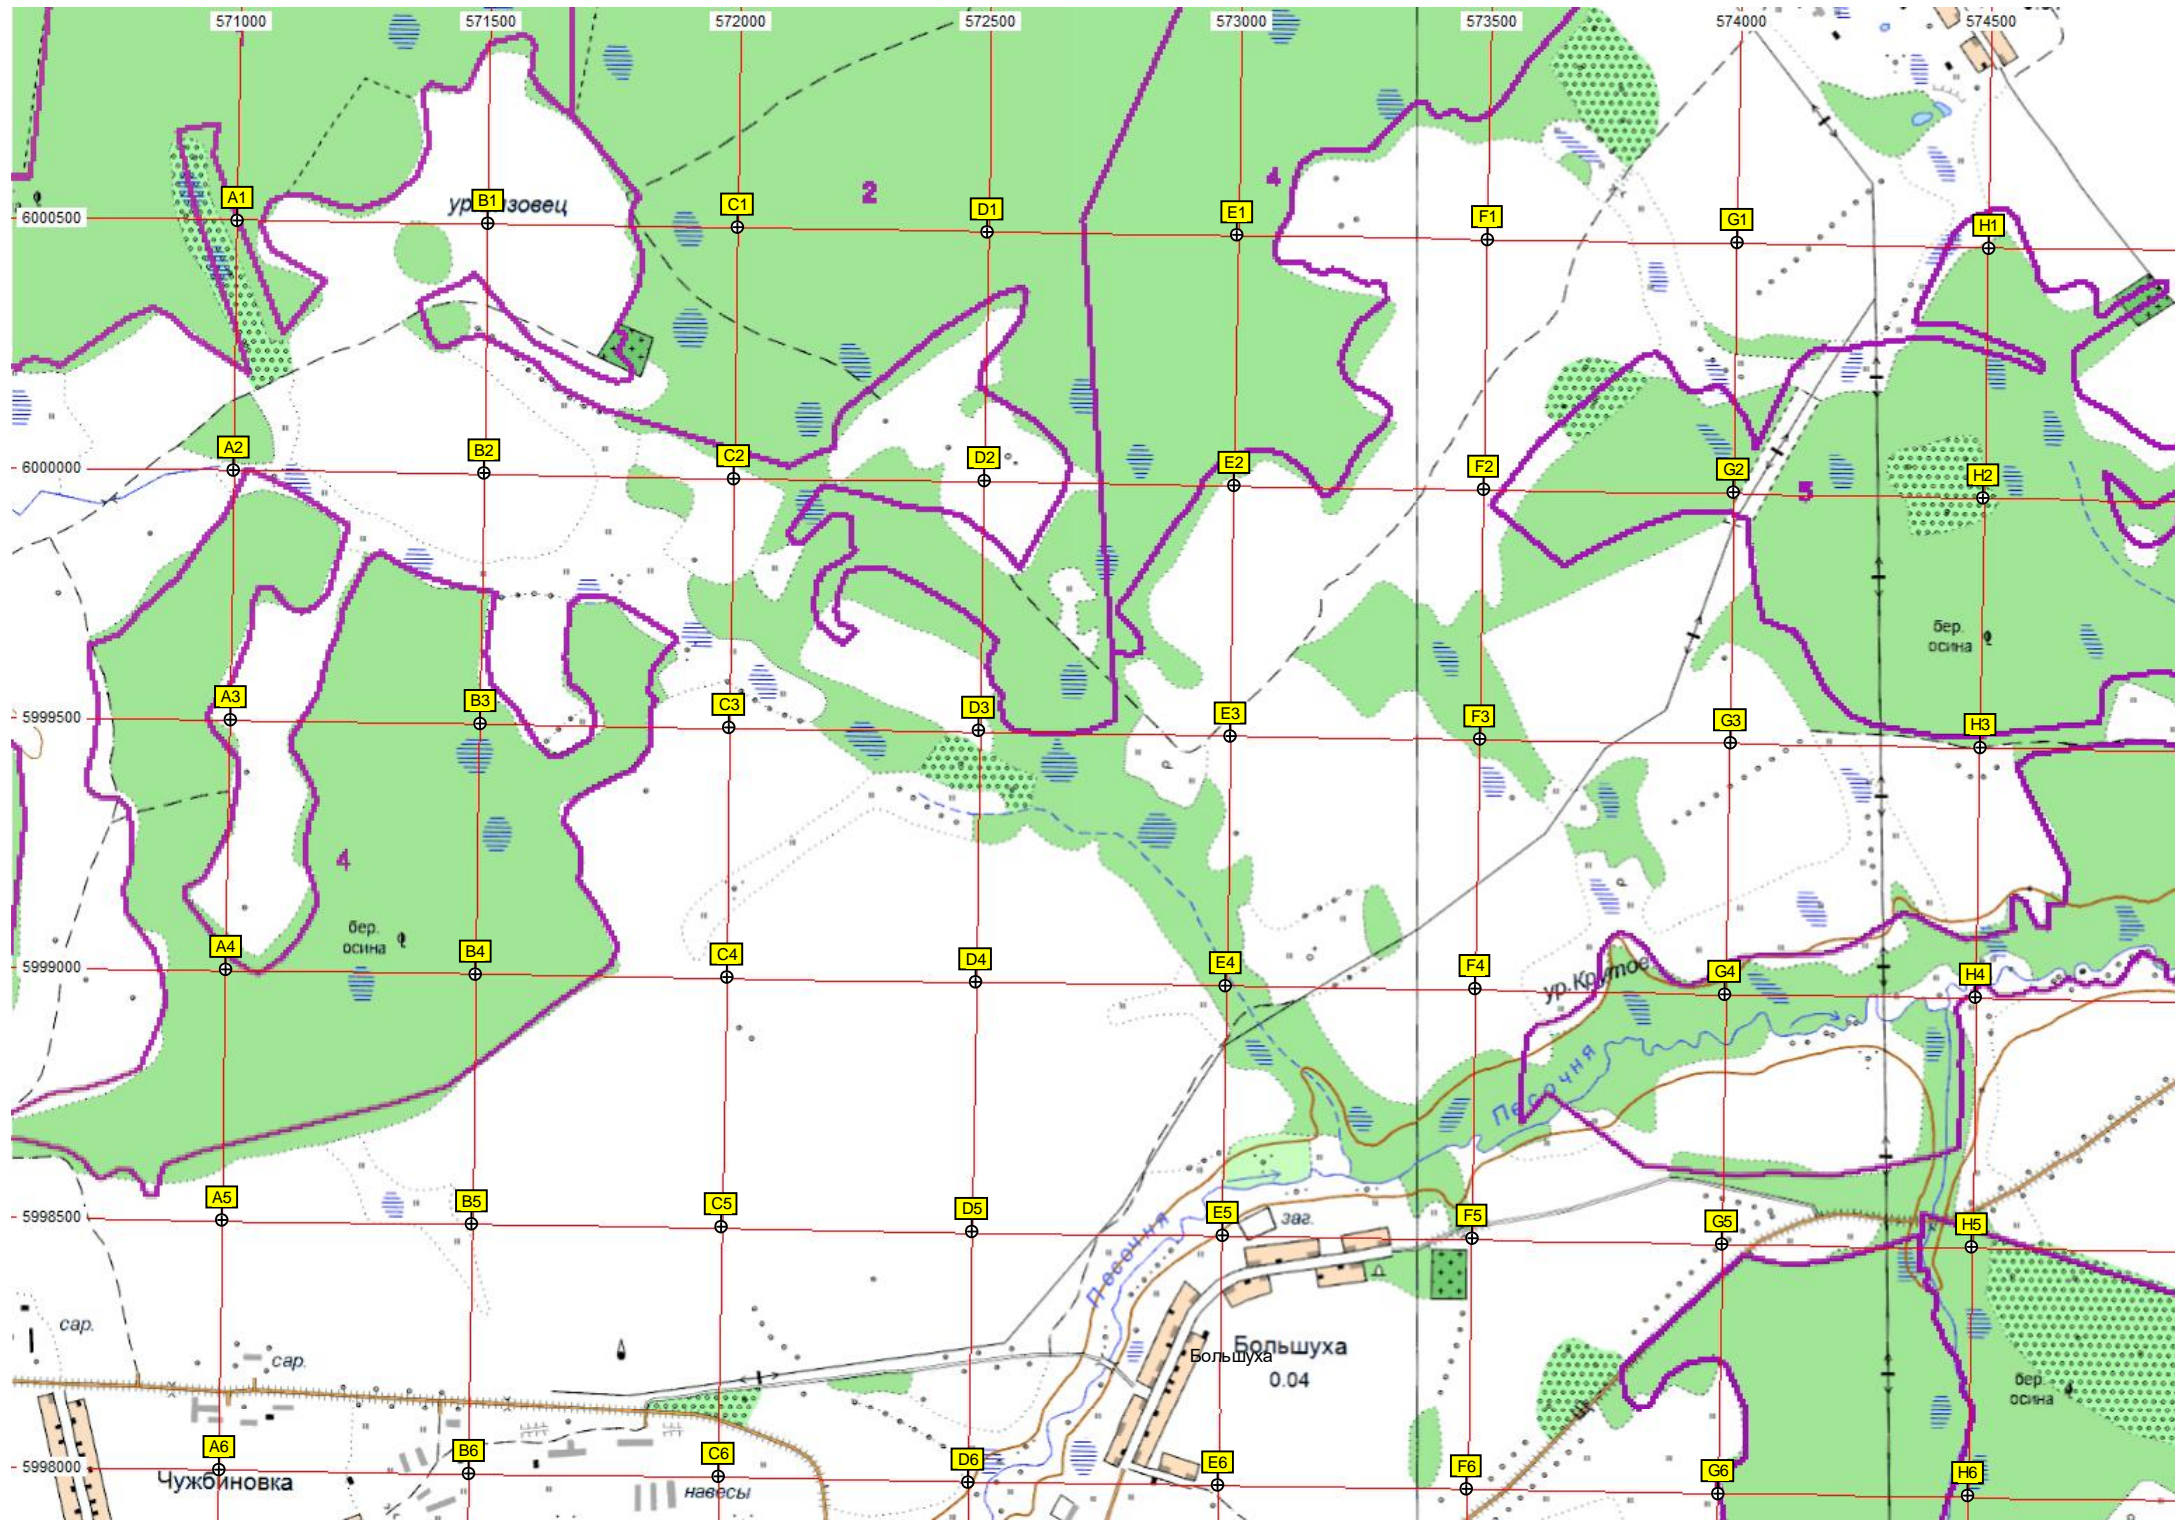 571000 571500 572000 572500 573000 573500 574000 574500
2
4
A1 B1 C1 D1 E1 F1 G1 H1
6000500
A2 B2 C2 D2 E2 F2 G2 H2
6000000
5
бер.
осина
A3 B3 C3 D3 E3 F3 G3 H3
5999500
4
бер.
осина
A4 B4 C4 D4 E4 F4 G4 H4
5999000
ур.Крутое
Песочня
A5 B5 C5 D5 E5 F5 G5 H5
5998500
заг.
Песочня
сар.
сар.
Большуха
Большуха
0.04
бер.
осина
A6 B6 C6 D6 E6 F6 G6 H6
5998000
Чужбиновка
навесы